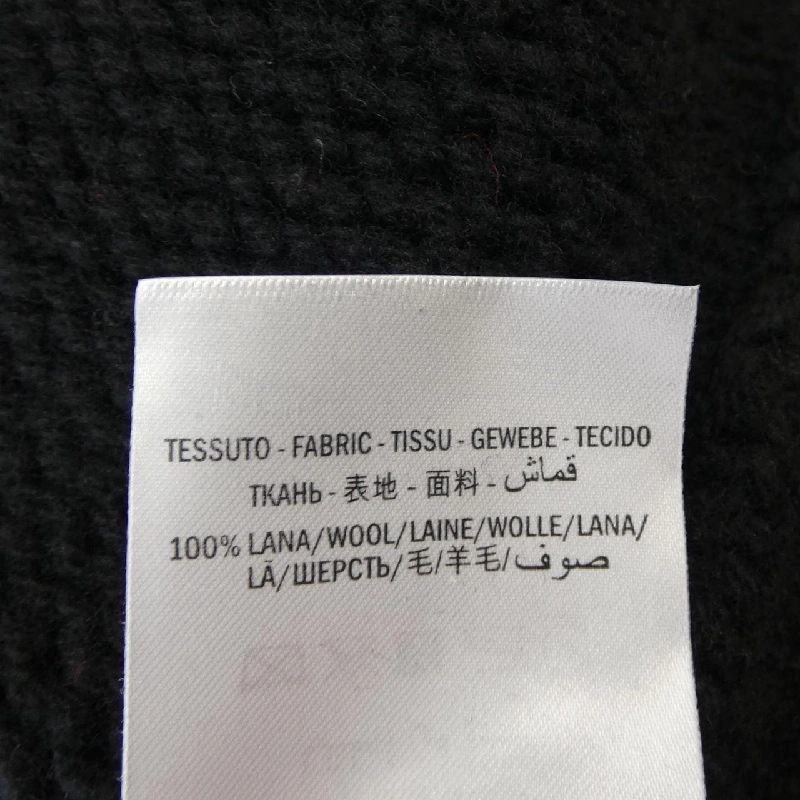 TESSUTO - FABRIC - TISSU - GEWEBE - TECIDO
ТКАНЬ - 表地 - 面料 - قماش
100% LANA/WOOL/LAINE/WOLLE/LANA/
LÃ/ШЕРСТЬ/毛/羊毛/صوف